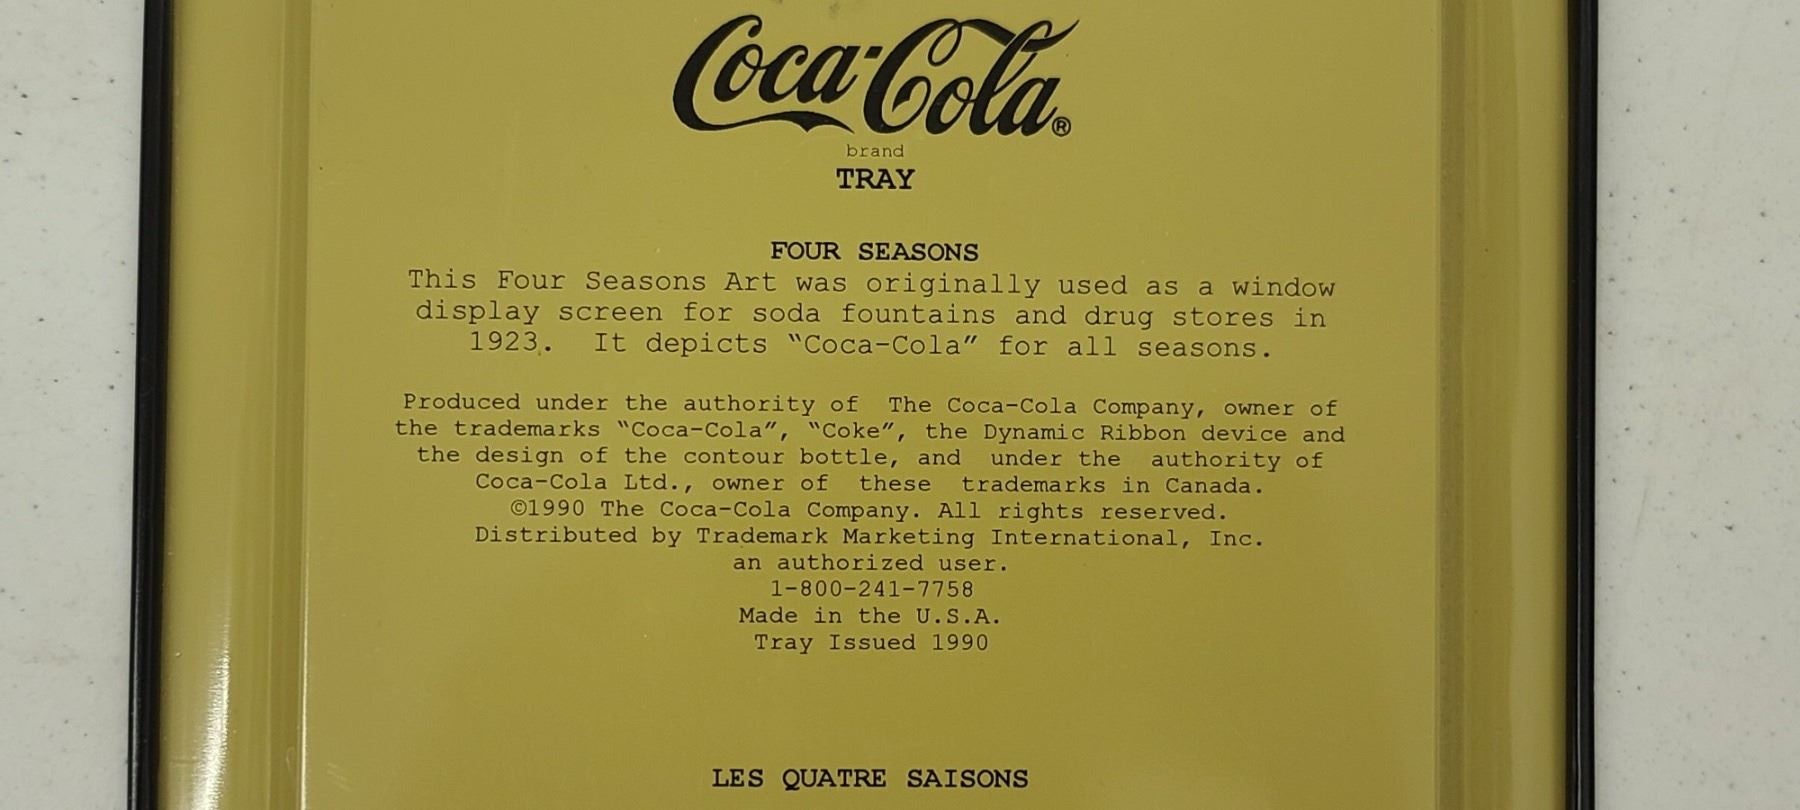 Coca-Cola®
brand
TRAY
FOUR SEASONS
This Four Seasons Art was originally used as a window
display screen for soda fountains and drug stores in
1923.  It depicts “Coca-Cola” for all seasons.
Produced under the authority of  The Coca-Cola Company, owner of
the trademarks “Coca-Cola”, “Coke”, the Dynamic Ribbon device and
the design of the contour bottle, and  under the  authority of
Coca-Cola Ltd., owner of  these  trademarks in Canada.
©1990 The Coca-Cola Company. All rights reserved.
Distributed by Trademark Marketing International, Inc.
an authorized user.
1-800-241-7758
Made in the U.S.A.
Tray Issued 1990
LES QUATRE SAISONS